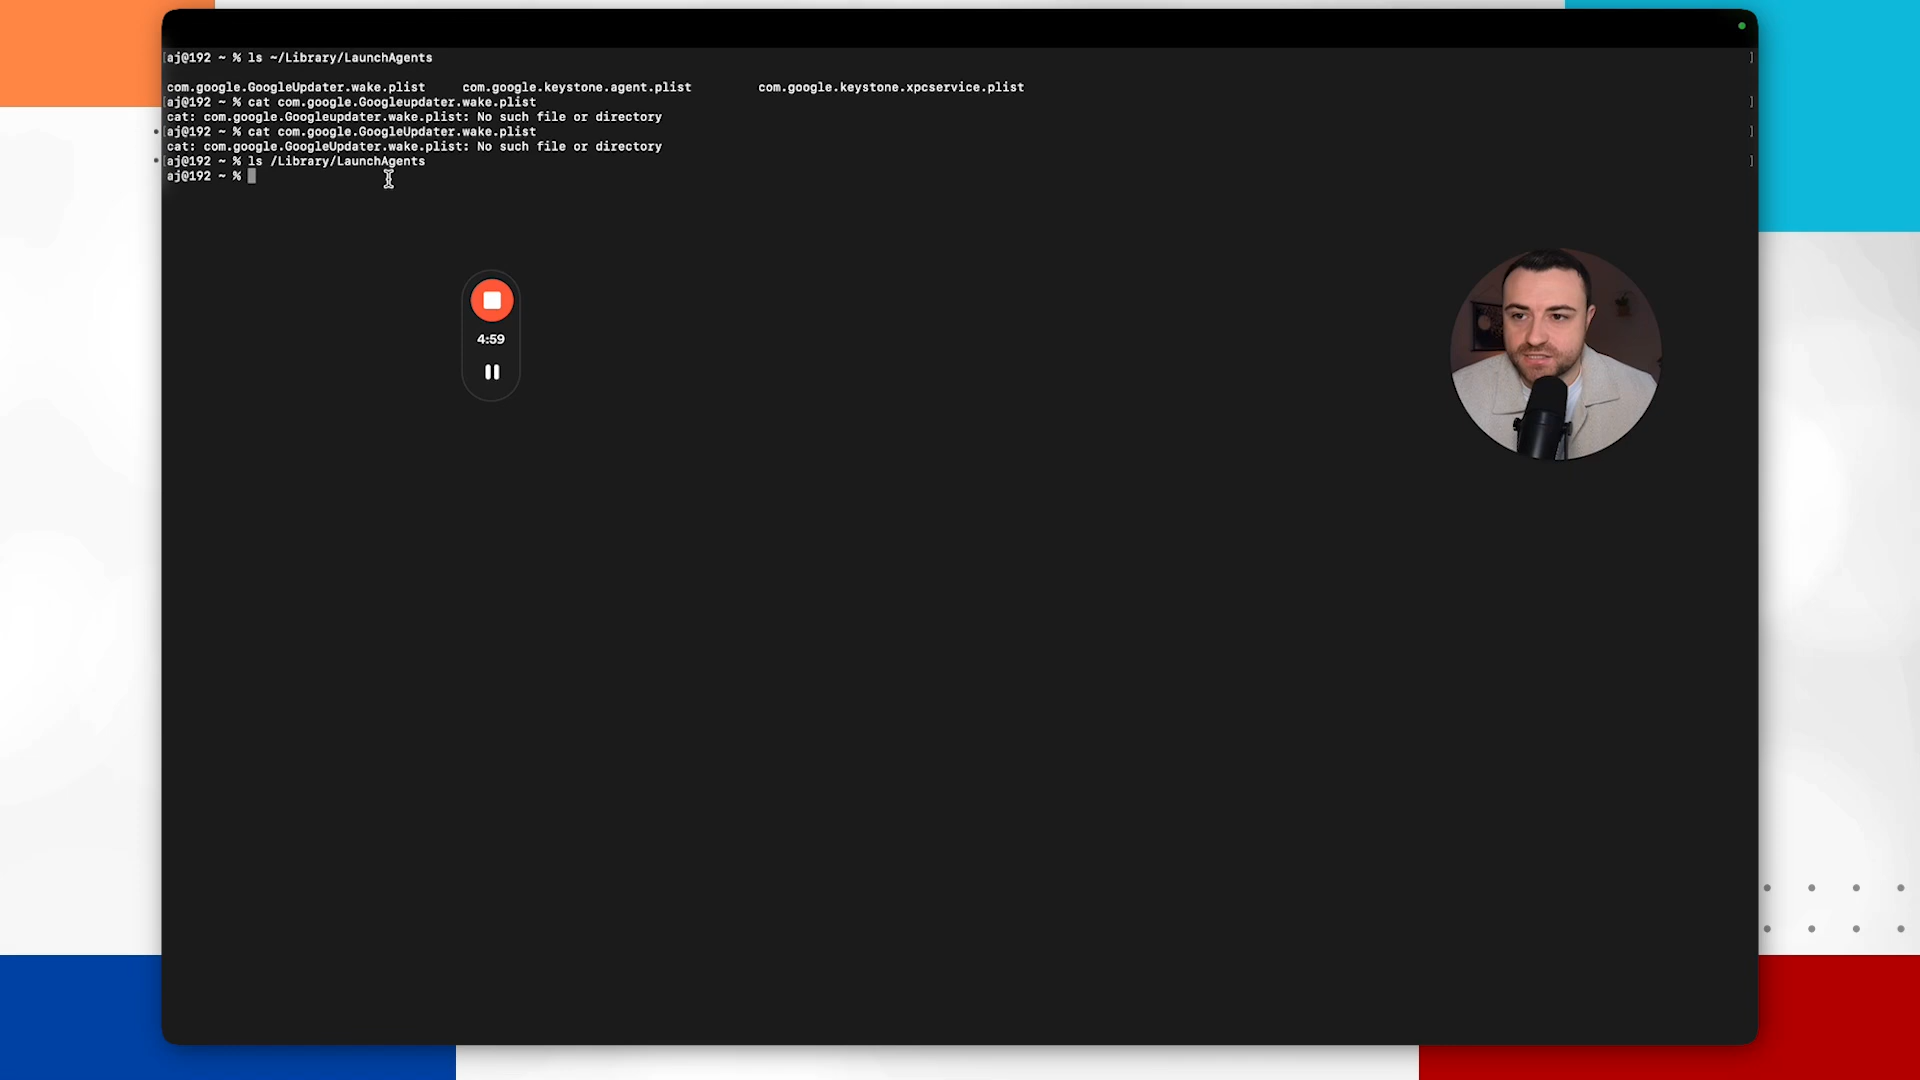 [aj@192 ~ % ls ~/Library/LaunchAgents ]
com.google.GoogleUpdater.wake.plist com.google.keystone.agent.plist com.google.keystone.xpcservice.plist
[aj@192 ~ % cat com.google.Googleupdater.wake.plist ]
cat: com.google.Googleupdater.wake.plist: No such file or directory
[aj@192 ~ % cat com.google.GoogleUpdater.wake.plist ]
cat: com.google.GoogleUpdater.wake.plist: No such file or directory
[aj@192 ~ % ls /Library/LaunchAgents ]
aj@192 ~ %
4:59